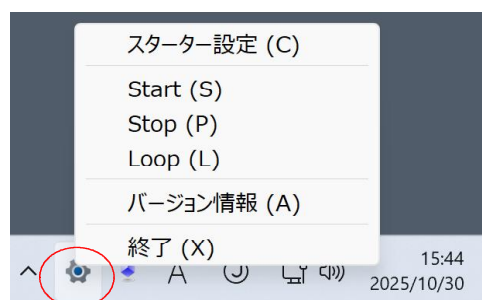 スターター設定 (C)
Start (S)
Stop (P)
Loop (L)
バージョン情報 (A)
終了 (X)
A
15:44
2025/10/30